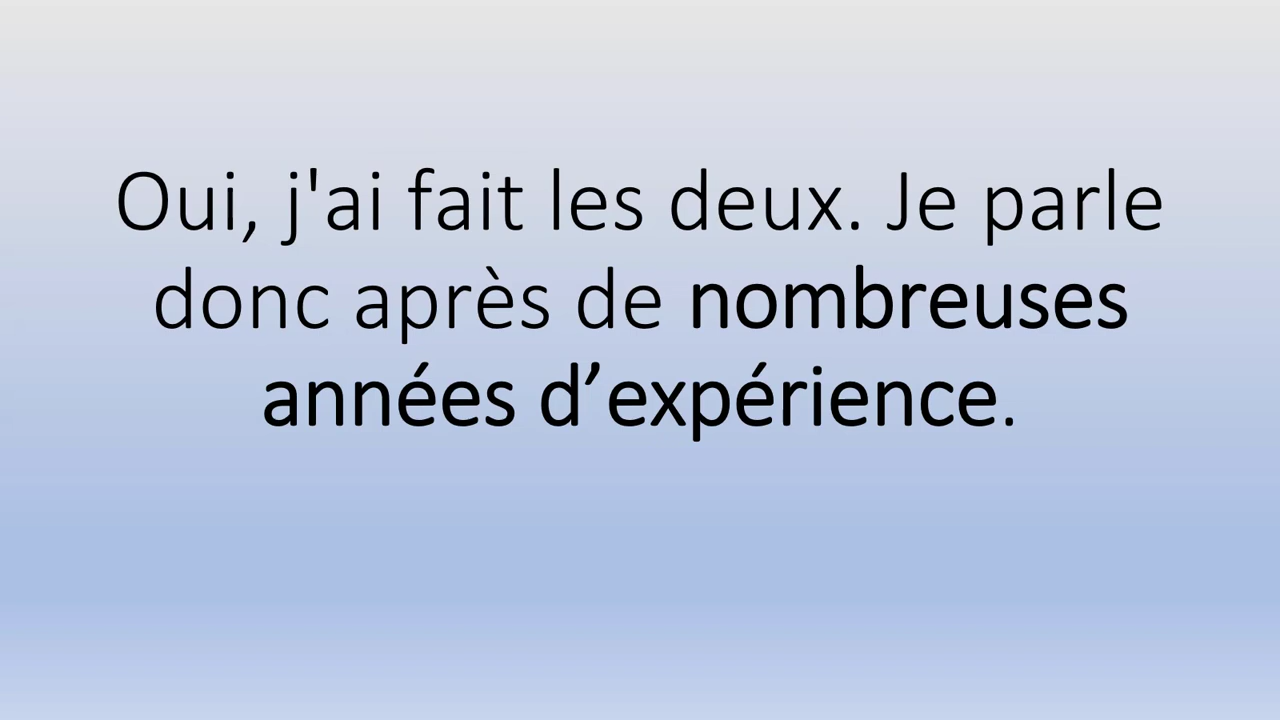 Oui, j'ai fait les deux. Je parle
donc après de nombreuses
années d’expérience.